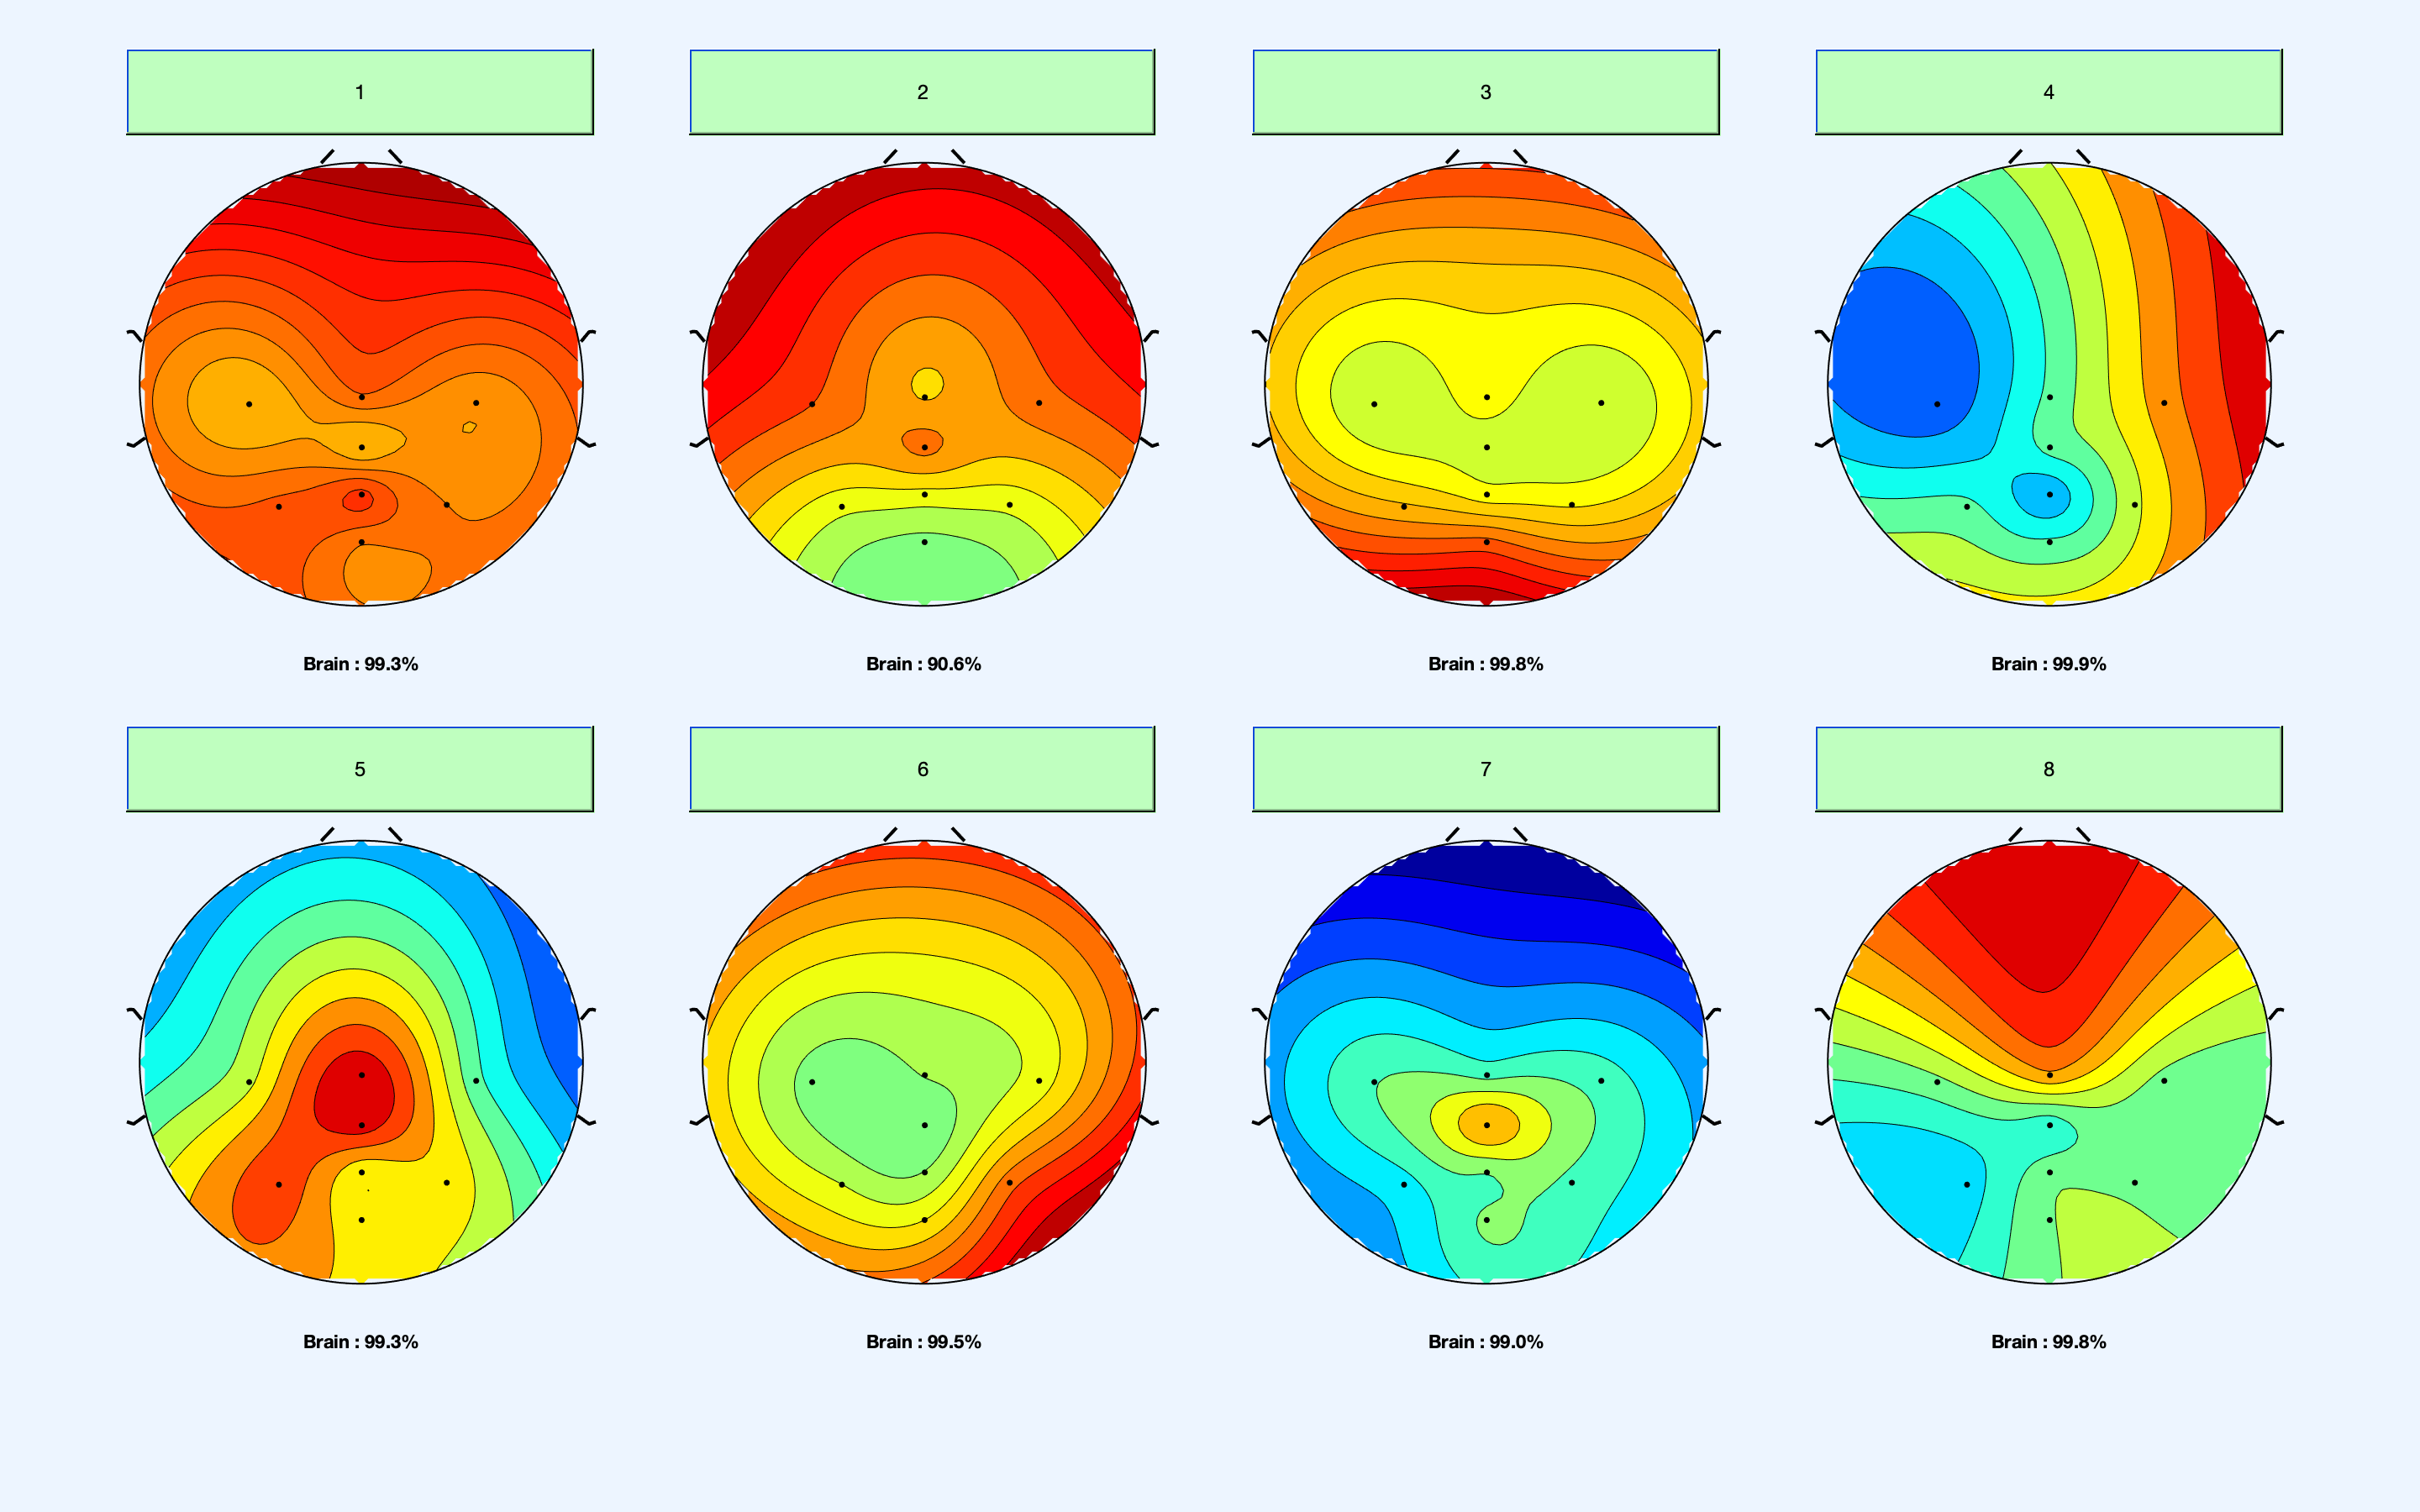 1
2
3
4
Brain : 99.3%
Brain : 90.6%
Brain : 99.8%
Brain : 99.9%
5
6
7
8
Brain : 99.3%
Brain : 99.5%
Brain : 99.0%
Brain : 99.8%